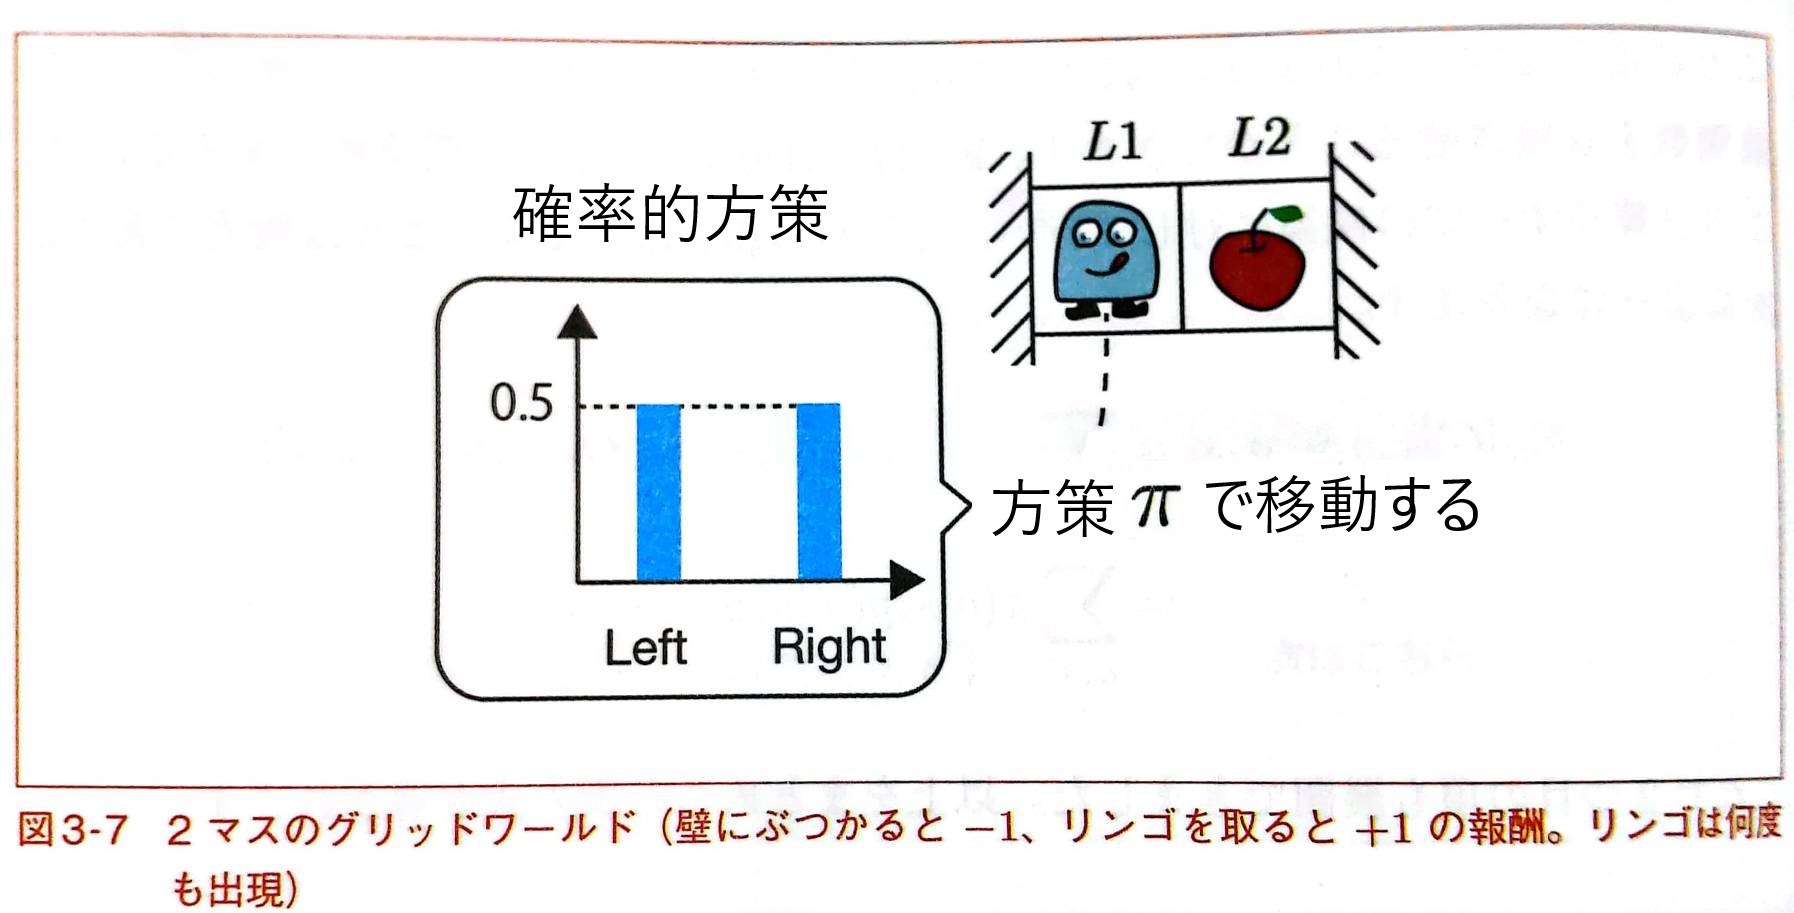 L1 L2
確率的方策
0.5
方策 π で移動する
Left Right
図3-7 2マスのグリッドワールド（壁にぶつかると −1、リンゴを取ると +1 の報酬。リンゴは何度
も出現）